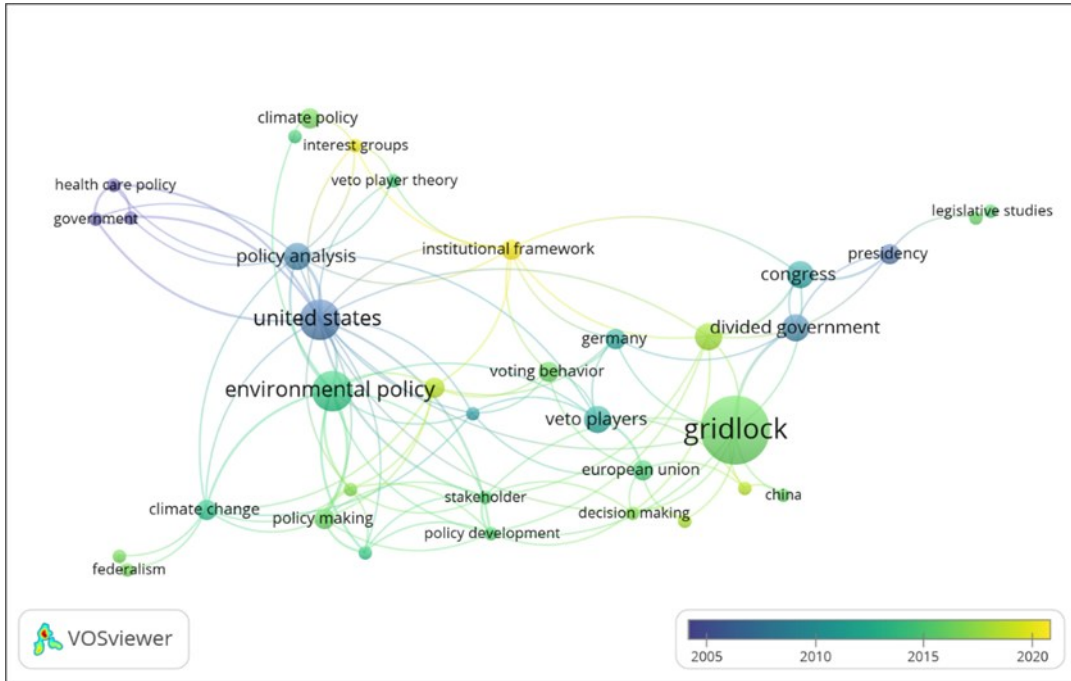 climate policy
interest groups
veto player theory
health care policy
government
legislative studies
policy analysis
institutional framework
presidency
congress
united states
germany
divided government
voting behavior
environmental policy
veto players
gridlock
european union
stakeholder
china
climate change
policy making
decision making
policy development
federalism
VOSviewer
2005 2010 2015 2020